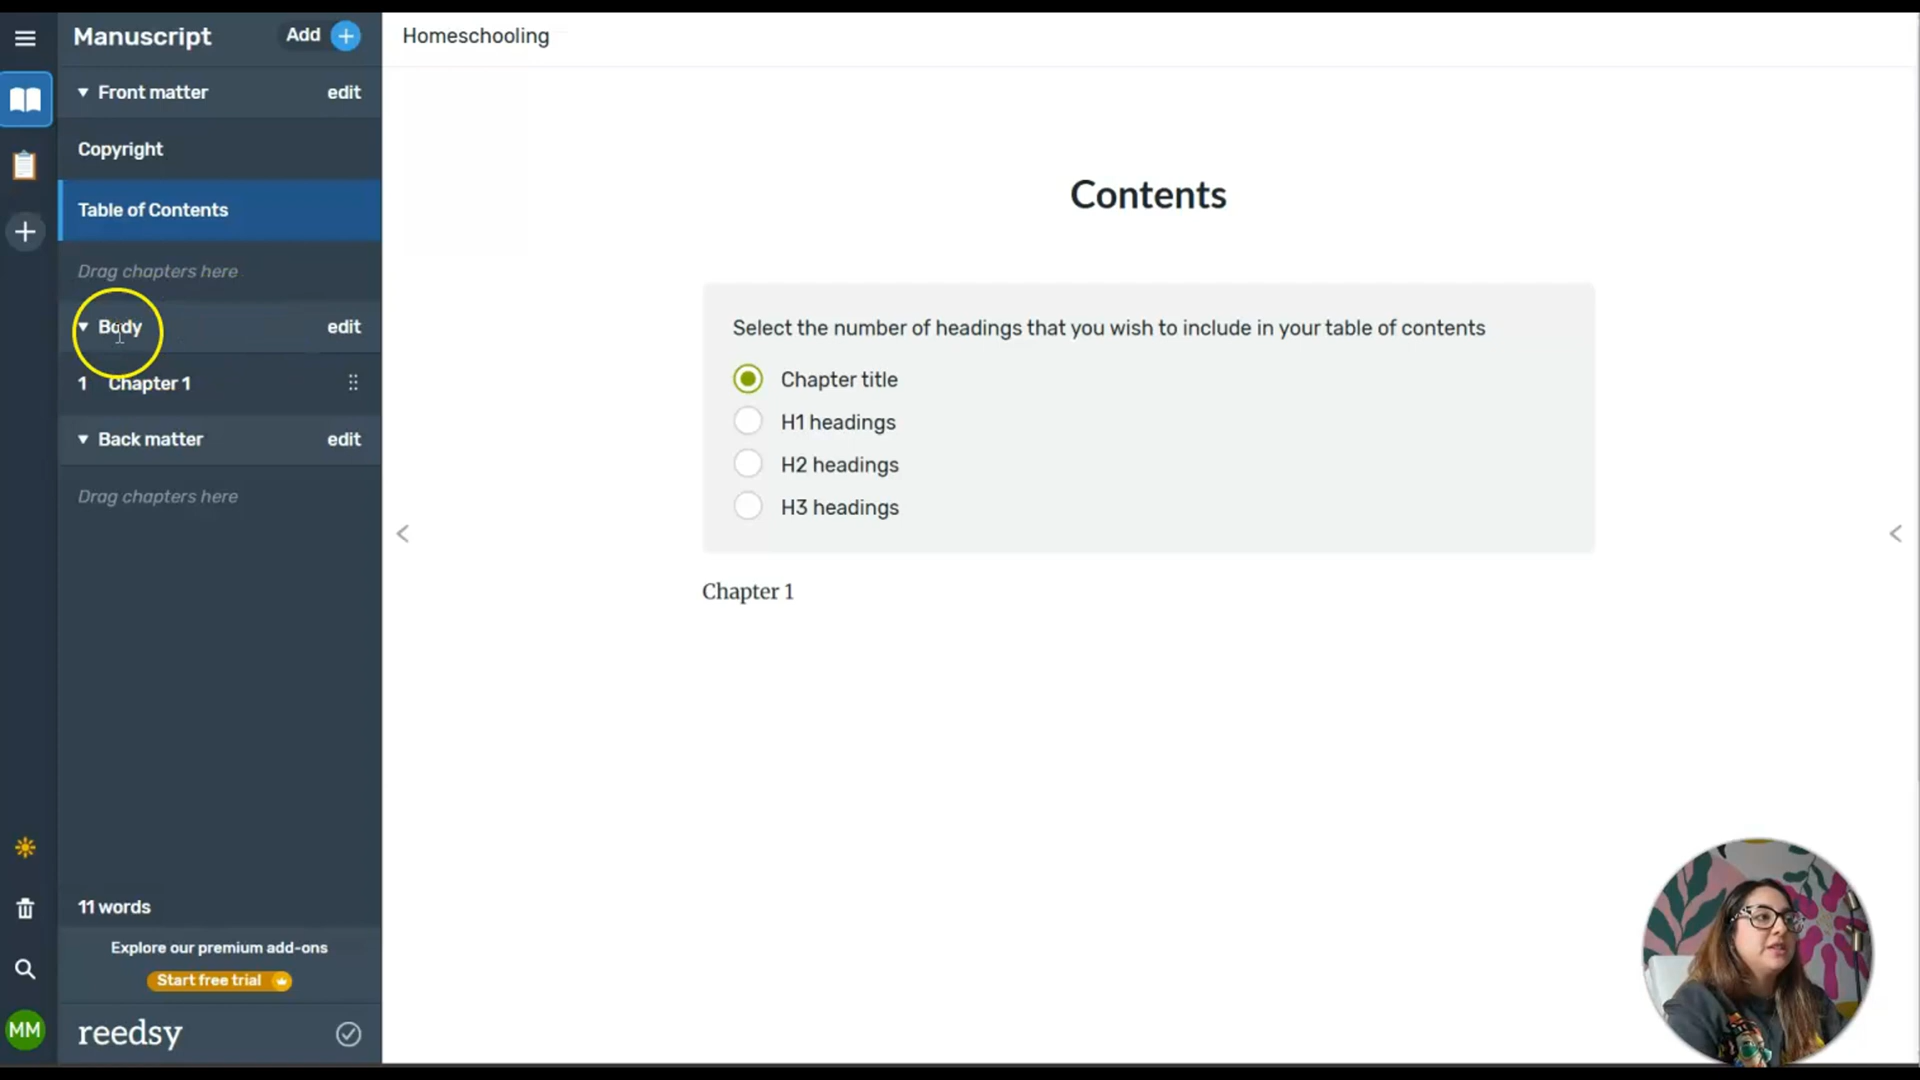 Manuscript
Add
Front matter
edit
Copyright
Table of Contents
Drag chapters here
Body
edit
1 Chapter 1
Back matter
edit
Drag chapters here
11 words
Explore our premium add-ons
Start free trial
MM
reedsy
Homeschooling
Contents
Select the number of headings that you wish to include in your table of contents
Chapter title
H1 headings
H2 headings
H3 headings
Chapter 1